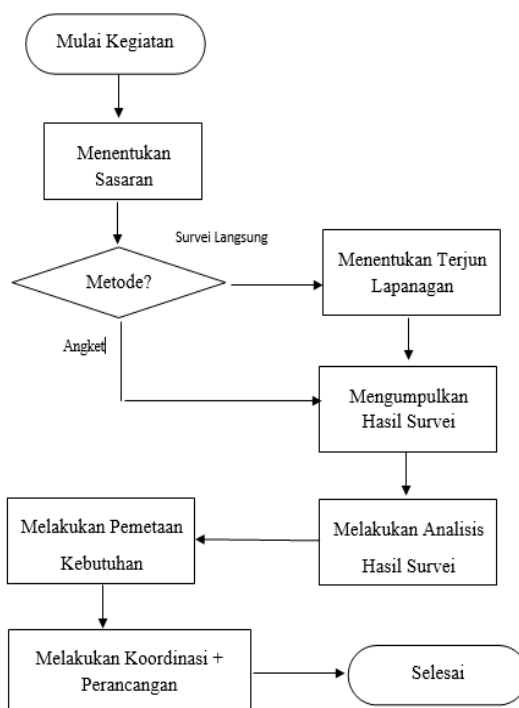 Mulai Kegiatan
Menentukan
Sasaran
Survei Langsung
Metode?
Menentukan Terjun
Lapanagan
Angket
Mengumpulkan
Hasil Survei
Melakukan Analisis
Hasil Survei
Melakukan Pemetaan
Kebutuhan
Melakukan Koordinasi +
Perancangan
Selesai